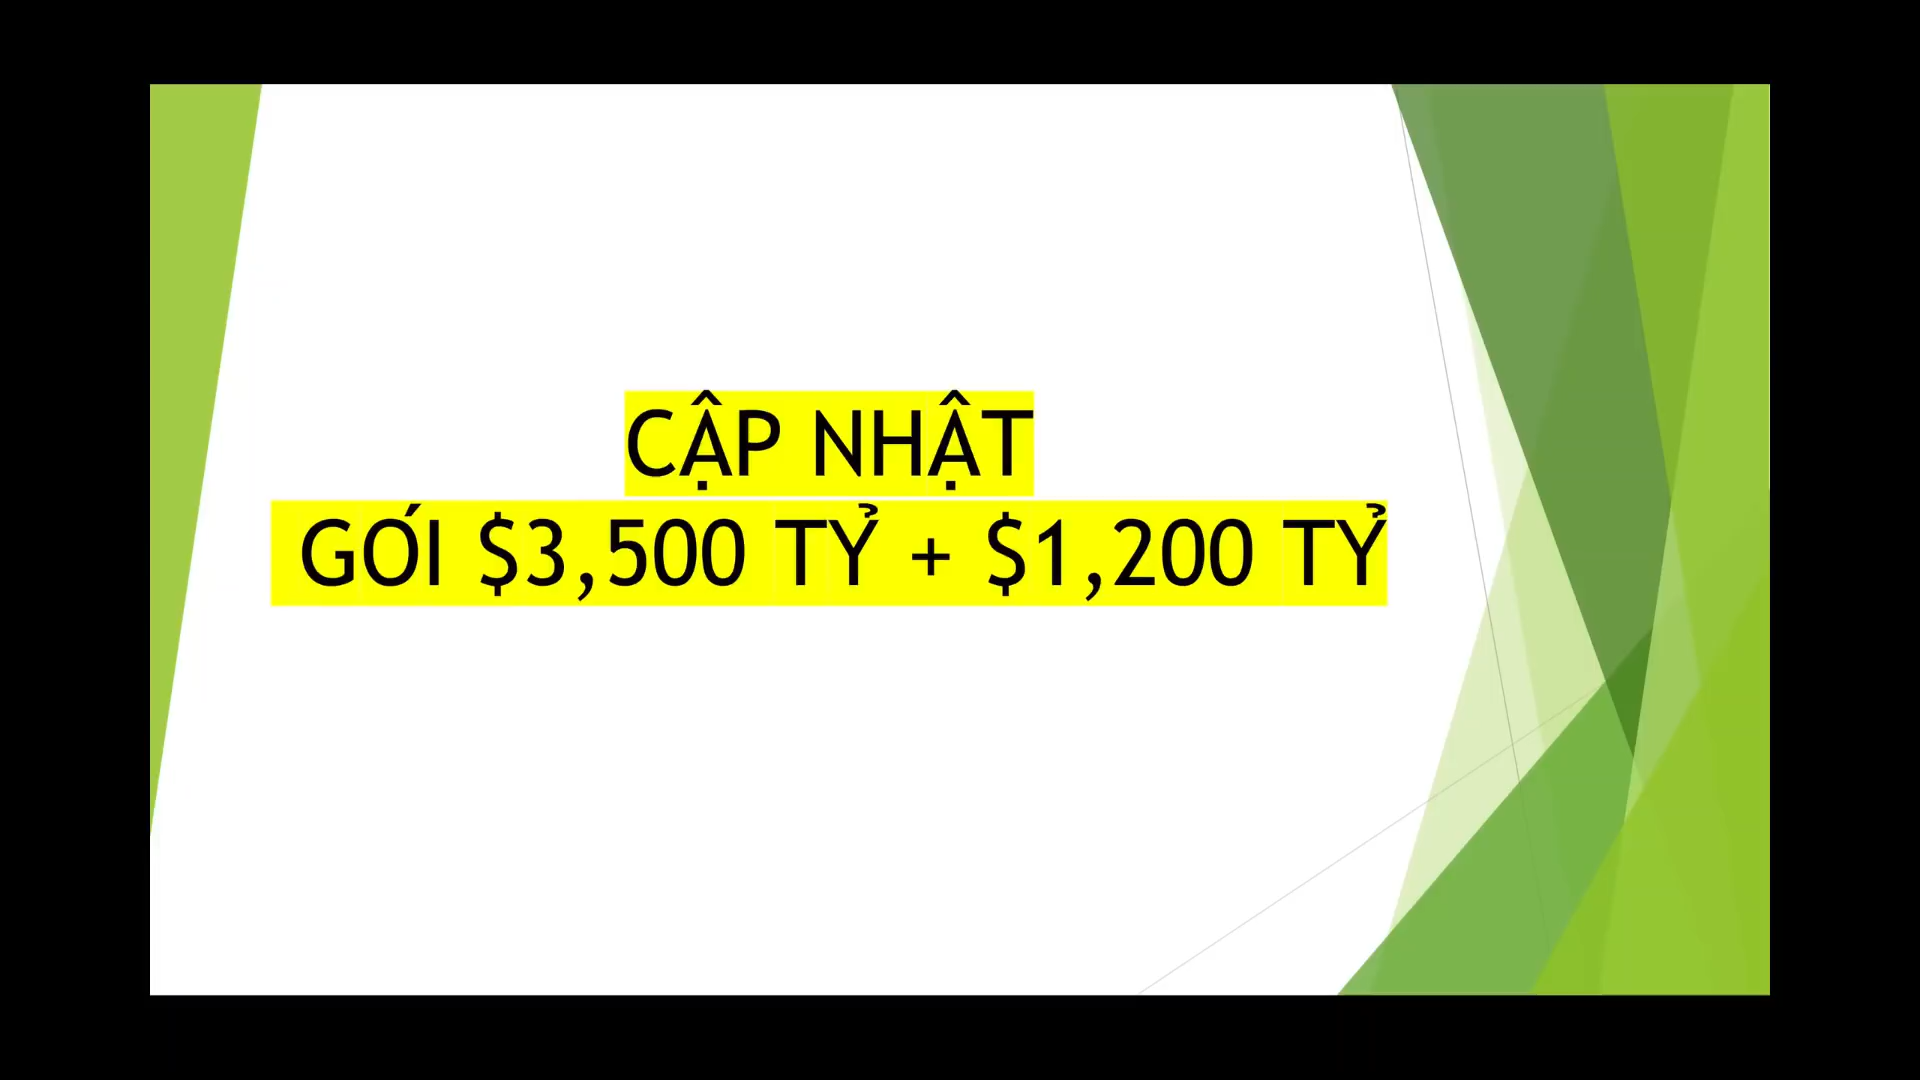 CẬP NHẬT
GÓI $3,500 TỶ + $1,200 TỶ